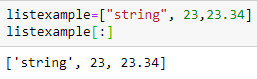 listexample=["string", 23,23.34]
listexample[:]
['string', 23, 23.34]